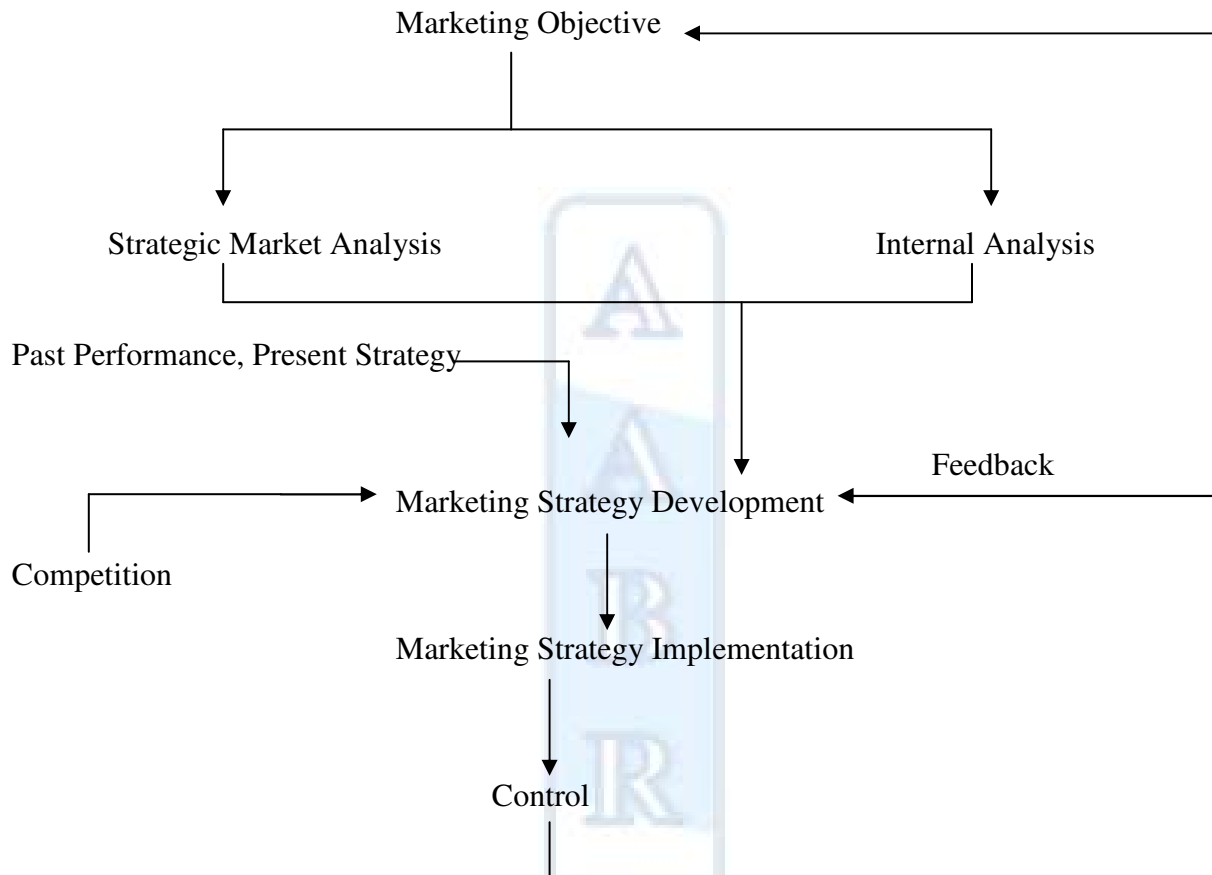 Marketing Objective
Strategic Market Analysis
Internal Analysis
Past Performance, Present Strategy
Feedback
Marketing Strategy Development
Competition
Marketing Strategy Implementation
Control
A
A
B
R